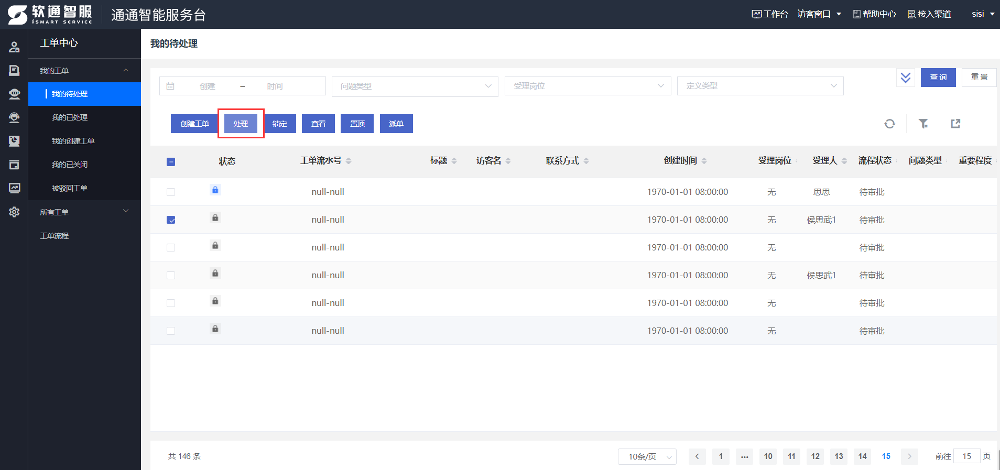 软通智服
iSMART SERVICE
通通智能服务台
工作台
访客窗口
帮助中心
接入渠道
sisi
工单中心
我的工单
我的待处理
我的已处理
我的创建工单
我的已关闭
被驳回工单
所有工单
工单流程
我的待处理
创建 – 时间
问题类型
受理岗位
定义类型
查询
重置
创建工单
处理
锁定
查看
置顶
派单
状态 工单流水号 标题 访客名 联系方式 创建时间 受理岗位 受理人 流程状态 问题类型 重要程度
null-null 1970-01-01 08:00:00 无 思思 待审批
null-null 1970-01-01 08:00:00 无 侯思武1 待审批
null-null 1970-01-01 08:00:00 无 待审批
null-null 1970-01-01 08:00:00 无 侯思武1 待审批
null-null 1970-01-01 08:00:00 无 待审批
null-null 1970-01-01 08:00:00 无 待审批
共 146 条
10条/页
1 ... 10 11 12 13 14 15
前往 15 页